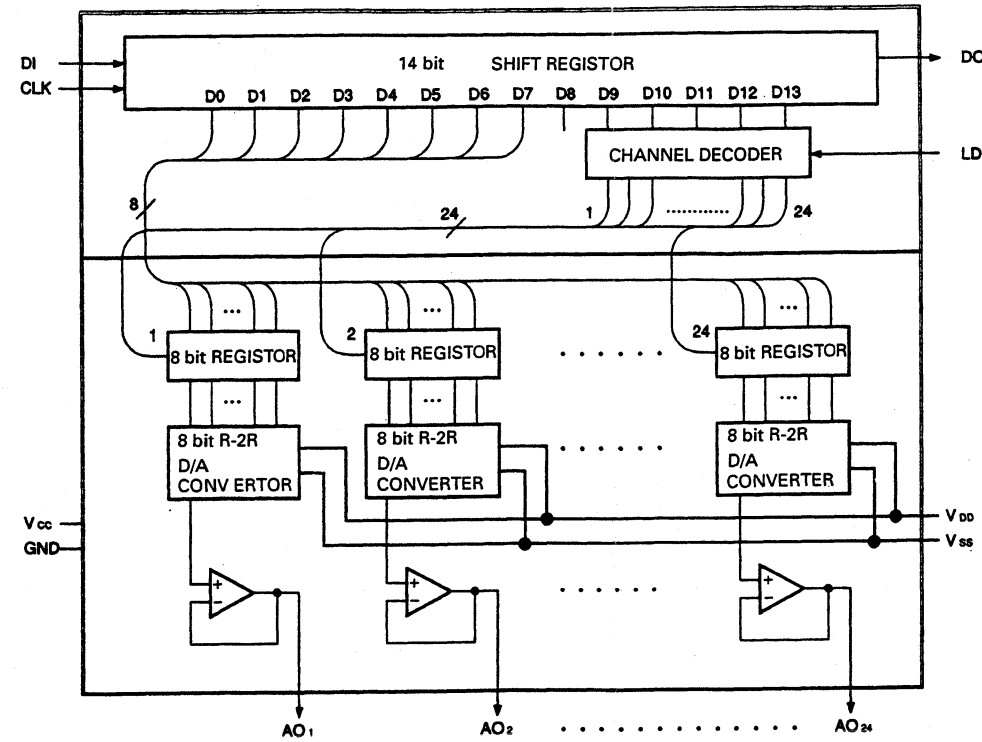 14 bit SHIFT REGISTOR
DI
DO
CLK
D0 D1 D2 D3 D4 D5 D6 D7 D8 D9 D10 D11 D12 D13
CHANNEL DECODER
LD
8
24
1 ............ 24
... ... ...
1 2 24
8 bit REGISTOR 8 bit REGISTOR . . . . . . 8 bit REGISTOR
... ... ...
8 bit R-2R 8 bit R-2R 8 bit R-2R
D/A D/A . . . . . . D/A
CONV ERTOR CONVERTER CONVERTER
VCC
VDD
GND
VSS
+ + +
− − . . . . . . −
AO1 AO2 . . . . . . . . . . . . . . AO24